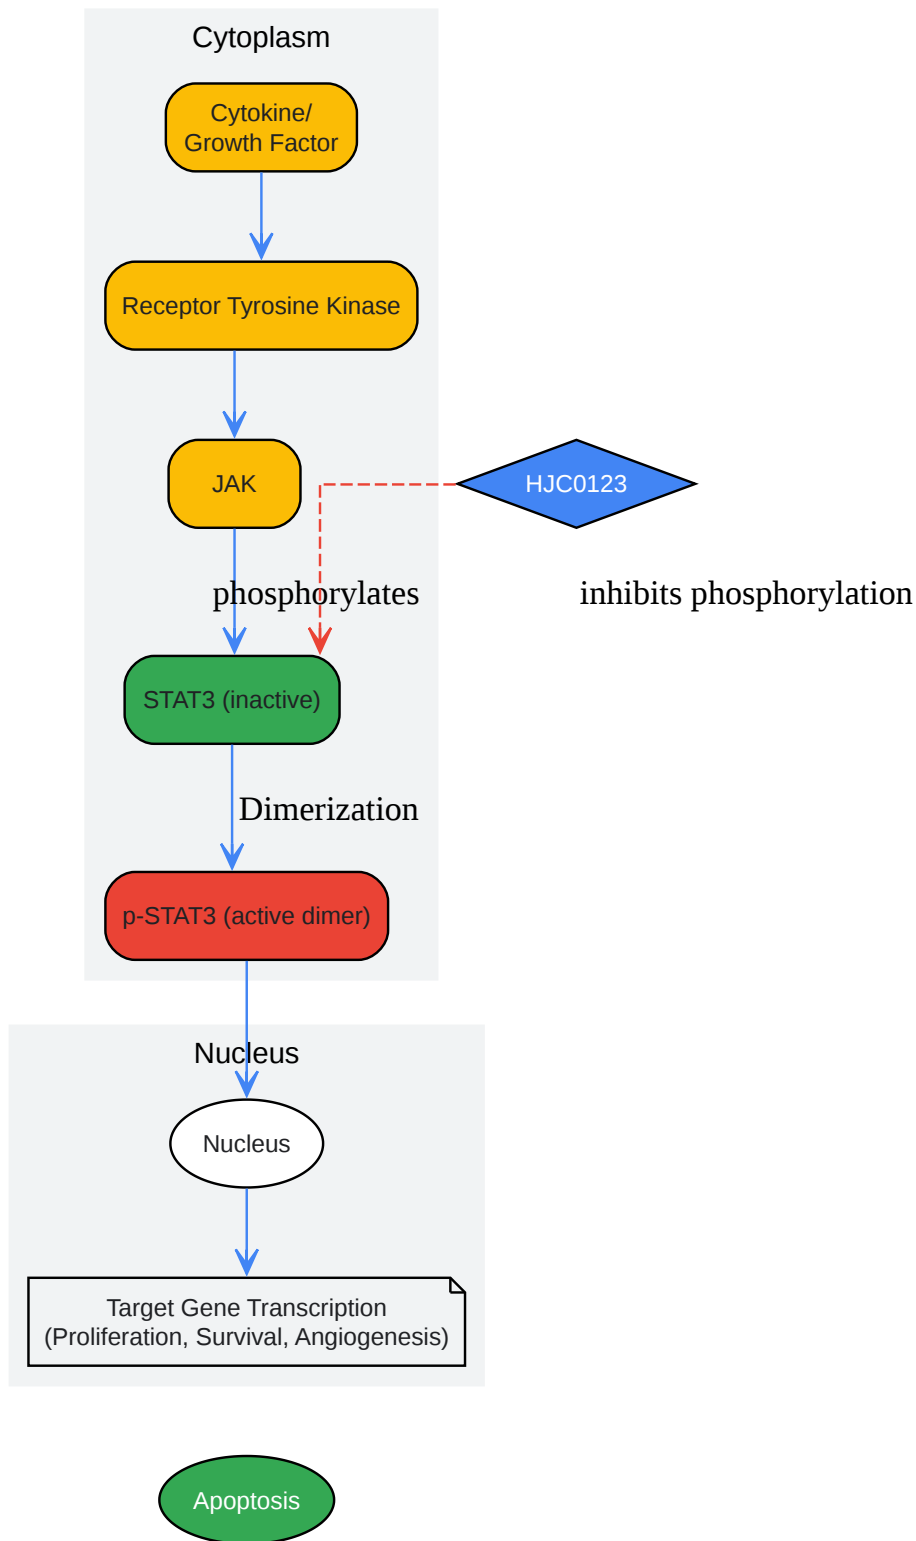 Cytoplasm
Cytokine/
Growth Factor
Receptor Tyrosine Kinase
JAK
HJC0123
phosphorylates
inhibits phosphorylation
STAT3 (inactive)
Dimerization
p-STAT3 (active dimer)
Nucleus
Nucleus
Target Gene Transcription
(Proliferation, Survival, Angiogenesis)
Apoptosis